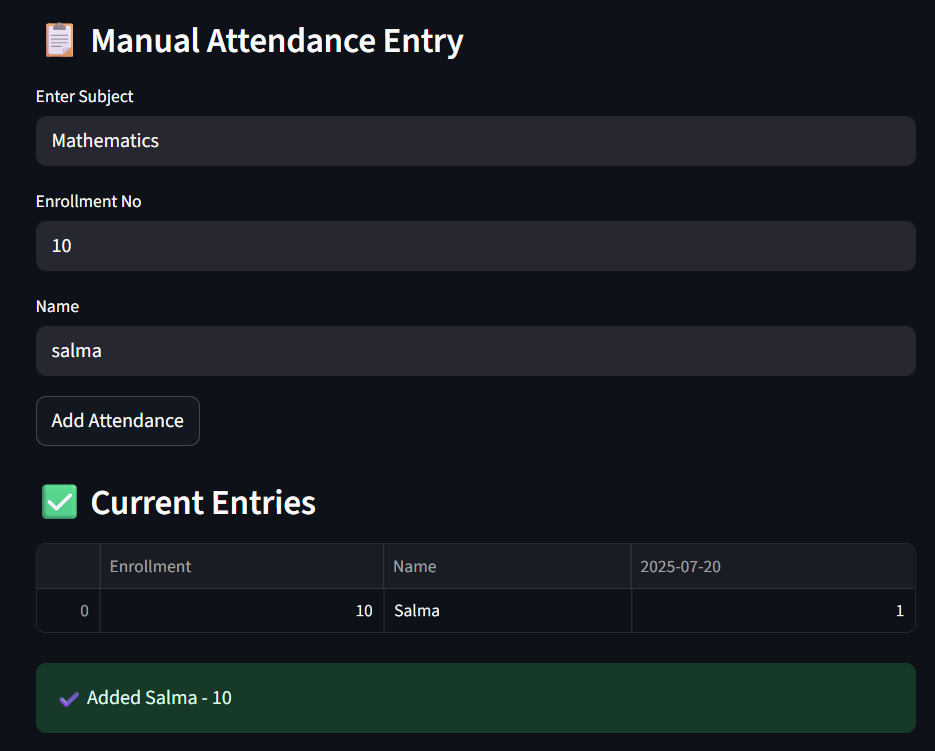 Manual Attendance Entry
Enter Subject
Mathematics
Enrollment No
10
Name
salma
Add Attendance
Current Entries
Enrollment Name 2025-07-20
0 10 Salma 1
Added Salma - 10